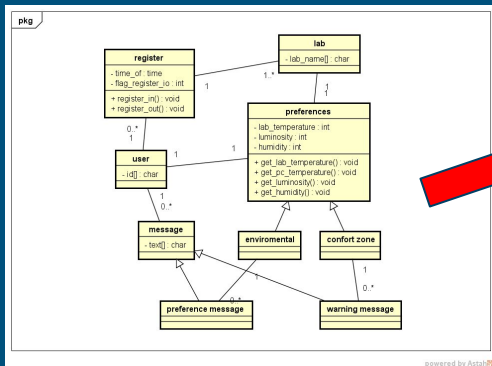 pkg
lab
- lab_name[] : char
register
- time_of : time
- flag_register_io : int
+ register_in() : void
+ register_out() : void
1
1..*
1
1
preferences
- lab_temperature : int
- luminosity : int
- humidity : int
+ get_lab_temperature() : void
+ get_pc_temperature() : void
+ get_luminosity() : void
+ get_humidity() : void
0..*
1
user
- id[] : char
1
1
1
0..*
message
- text[] : char
enviromental
confort zone
1
0..*
1
0..*
preference message
warning message
powered by Astah